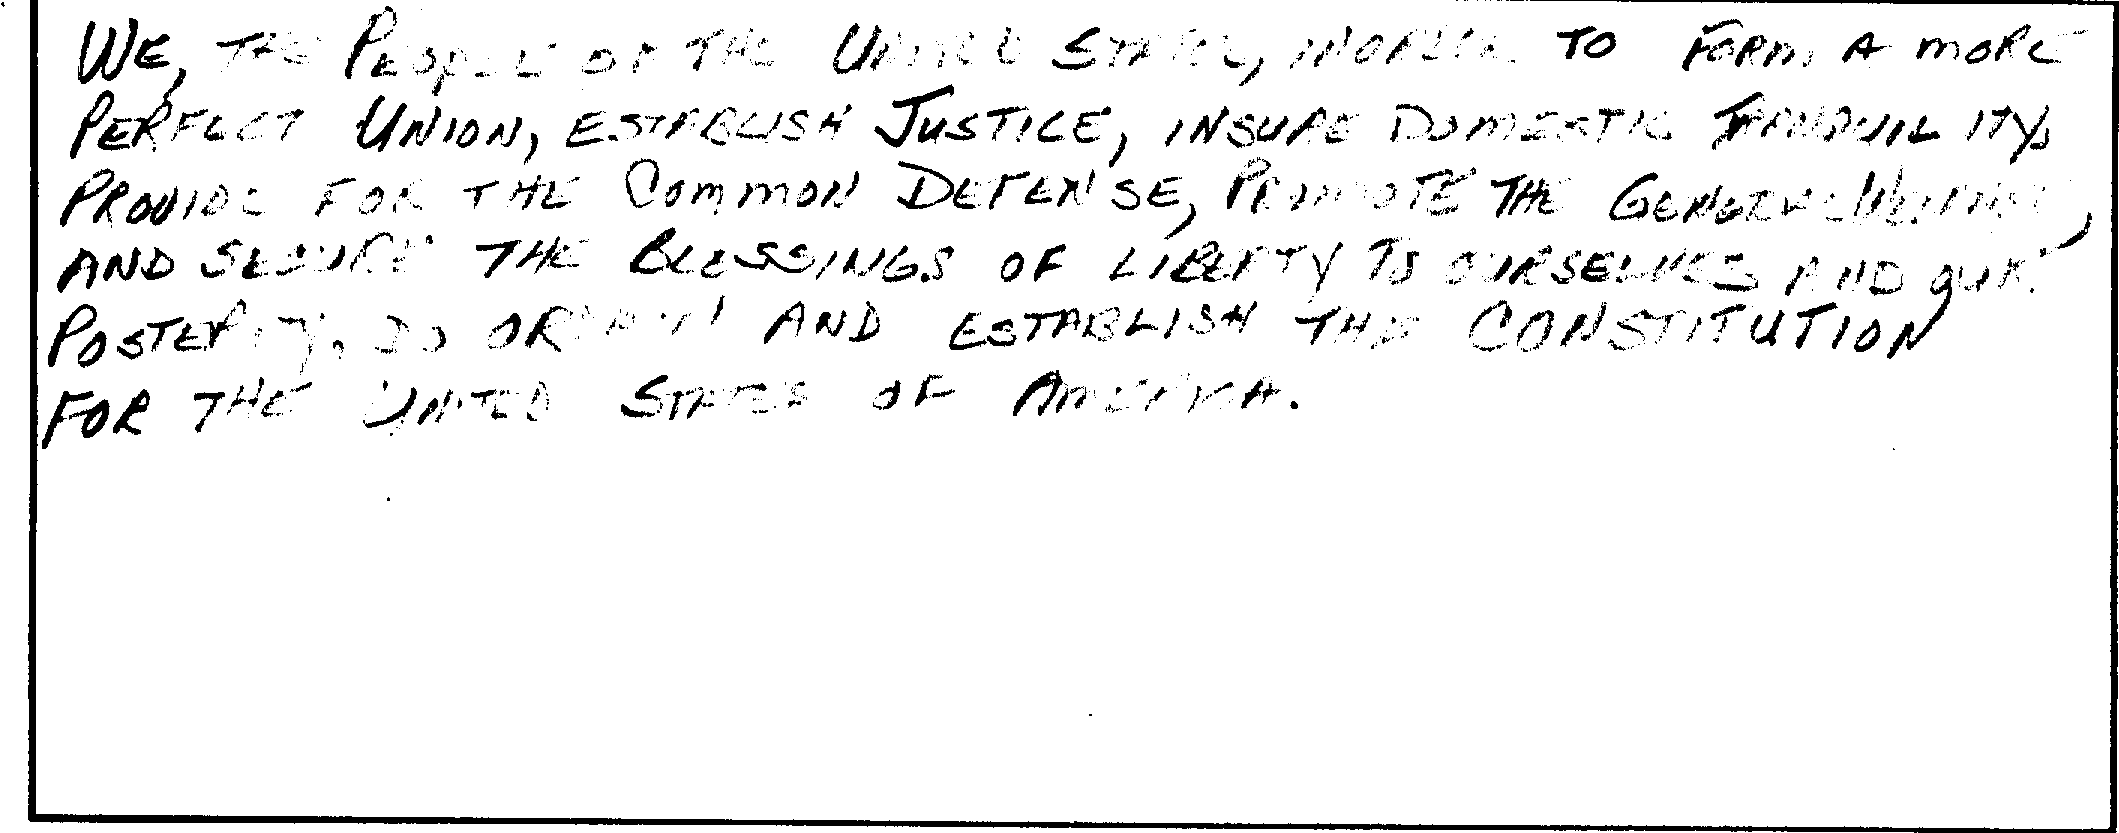 WE, THE PEOPLE OF THE UNITED STATES, IN ORDER TO FORM A MORE
PERFECT UNION, ESTABLISH JUSTICE, INSURE DOMESTIC TRANQUILITY,
PROVIDE FOR THE COMMON DEFENSE, PROMOTE THE GENERAL WELFARE,
AND SECURE THE BLESSINGS OF LIBERTY TO OURSELVES AND OUR
POSTERITY, DO ORDAIN AND ESTABLISH THIS CONSTITUTION
FOR THE UNITED STATES OF AMERICA.